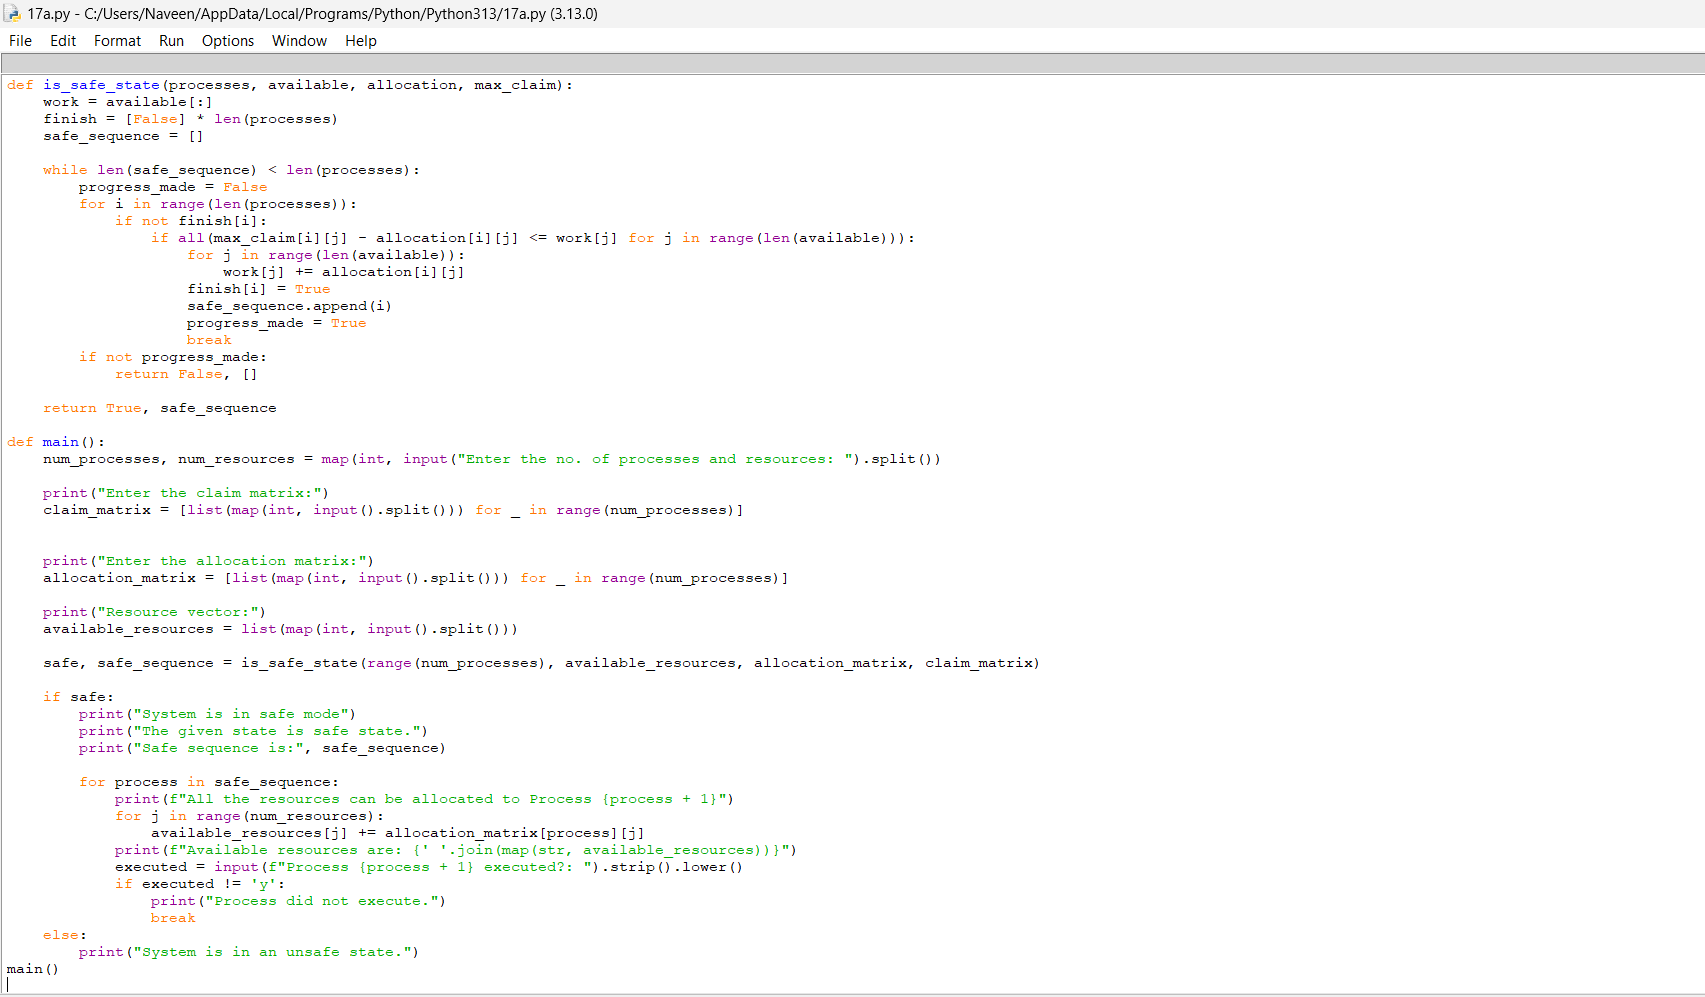 17a.py - C:/Users/Naveen/AppData/Local/Programs/Python/Python313/17a.py (3.13.0)
File Edit Format Run Options Window Help
def is_safe_state(processes, available, allocation, max_claim):
    work = available[:]
    finish = [False] * len(processes)
    safe_sequence = []

    while len(safe_sequence) < len(processes):
        progress_made = False
        for i in range(len(processes)):
            if not finish[i]:
                if all(max_claim[i][j] - allocation[i][j] <= work[j] for j in range(len(available))):
                    for j in range(len(available)):
                        work[j] += allocation[i][j]
                    finish[i] = True
                    safe_sequence.append(i)
                    progress_made = True
                    break
        if not progress_made:
            return False, []

    return True, safe_sequence

def main():
    num_processes, num_resources = map(int, input("Enter the no. of processes and resources: ").split())

    print("Enter the claim matrix:")
    claim_matrix = [list(map(int, input().split())) for _ in range(num_processes)]


    print("Enter the allocation matrix:")
    allocation_matrix = [list(map(int, input().split())) for _ in range(num_processes)]

    print("Resource vector:")
    available_resources = list(map(int, input().split()))

    safe, safe_sequence = is_safe_state(range(num_processes), available_resources, allocation_matrix, claim_matrix)

    if safe:
        print("System is in safe mode")
        print("The given state is safe state.")
        print("Safe sequence is:", safe_sequence)

        for process in safe_sequence:
            print(f"All the resources can be allocated to Process {process + 1}")
            for j in range(num_resources):
                available_resources[j] += allocation_matrix[process][j]
            print(f"Available resources are: {' '.join(map(str, available_resources))}")
            executed = input(f"Process {process + 1} executed?: ").strip().lower()
            if executed != 'y':
                print("Process did not execute.")
                break
    else:
        print("System is in an unsafe state.")
main()